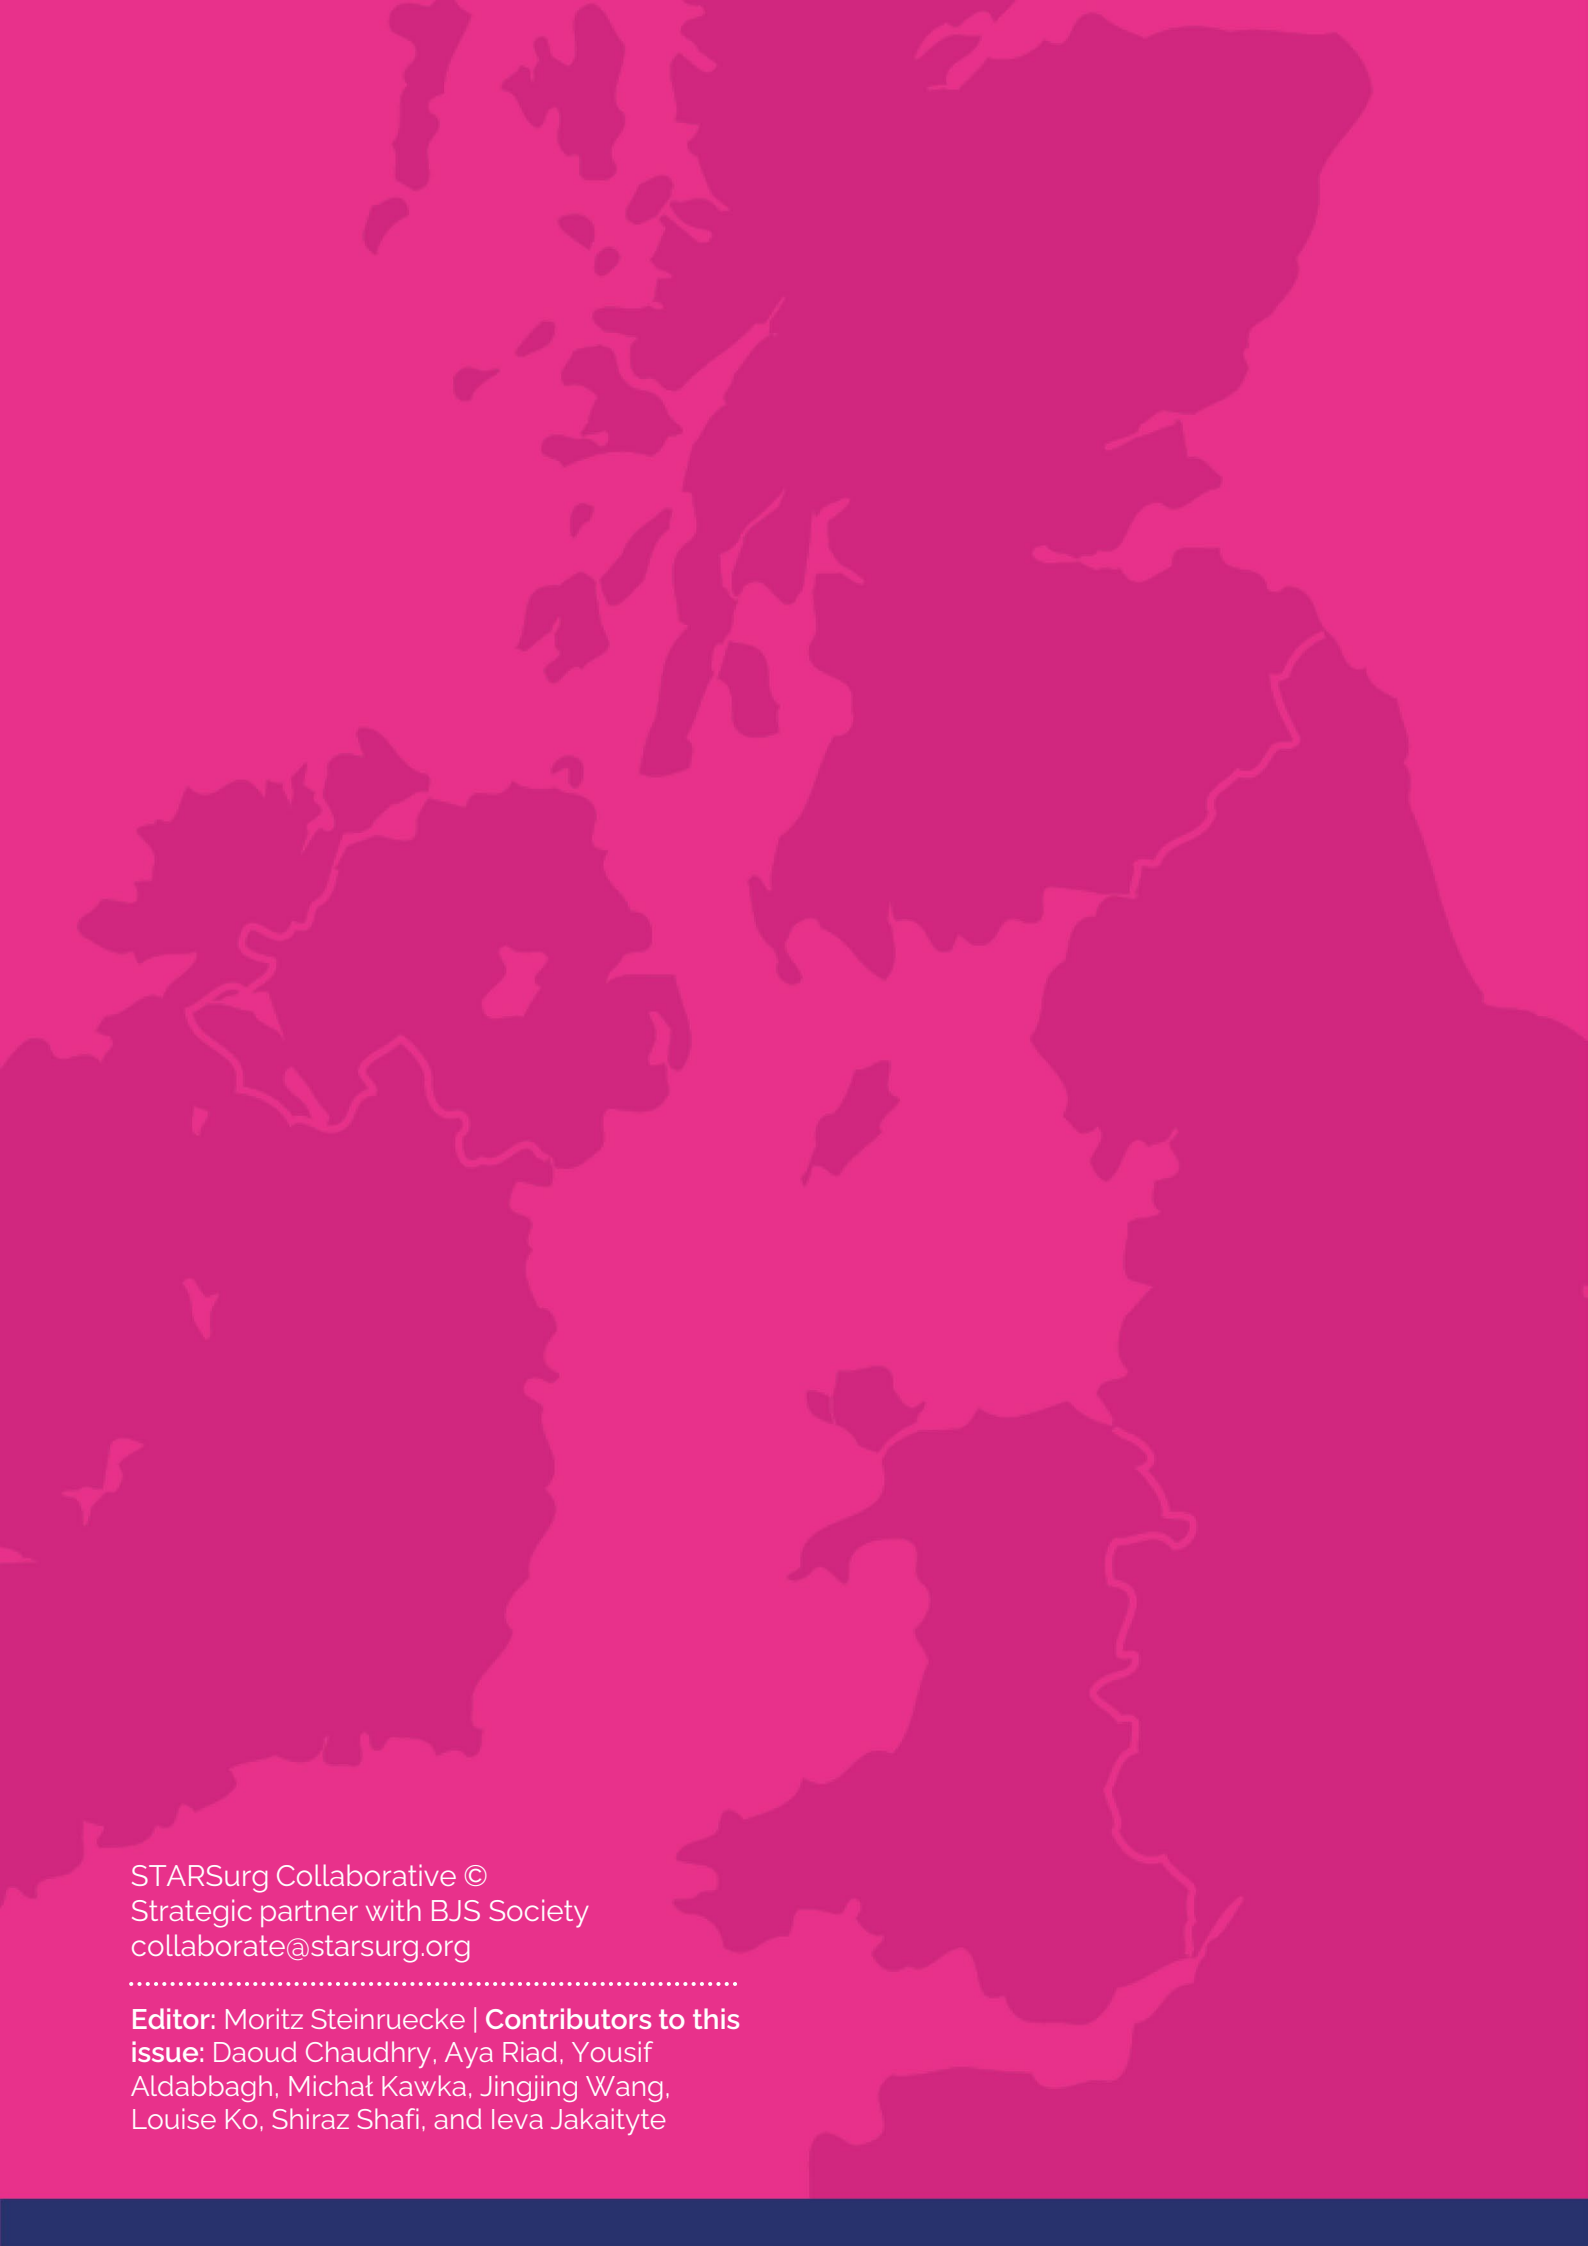 STARSurg Collaborative ©
Strategic partner with BJS Society
collaborate@starsurg.org
Editor: Moritz Steinruecke | Contributors to this
issue: Daoud Chaudhry, Aya Riad, Yousif
Aldabbagh, Michał Kawka, Jingjing Wang,
Louise Ko, Shiraz Shafi, and Ieva Jakaityte